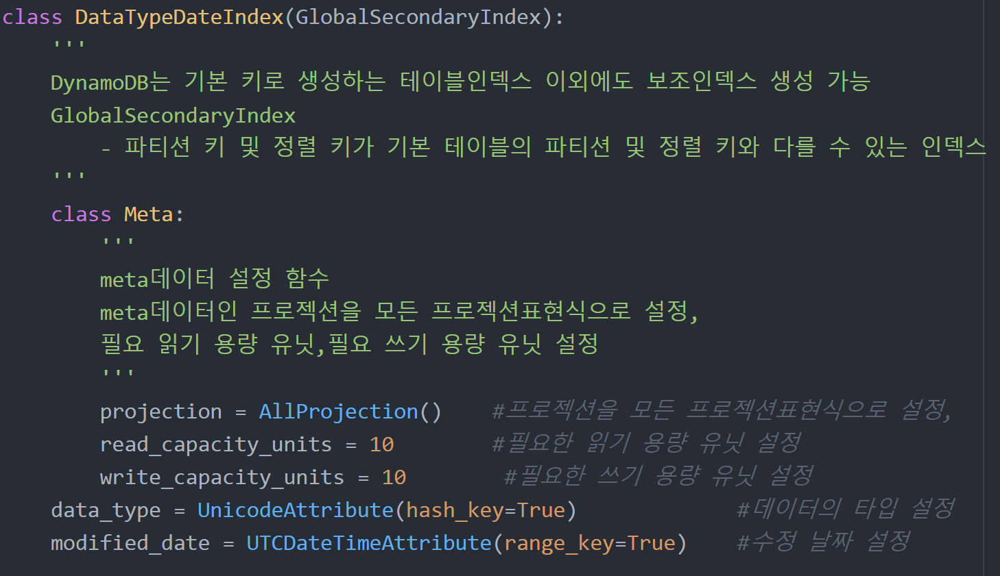 class DataTypeDateIndex(GlobalSecondaryIndex):
'''
DynamoDB는 기본 키로 생성하는 테이블인덱스 이외에도 보조인덱스 생성 가능
GlobalSecondaryIndex
- 파티션 키 및 정렬 키가 기본 테이블의 파티션 및 정렬 키와 다를 수 있는 인덱스
'''
class Meta:
'''
meta데이터 설정 함수
meta데이터인 프로젝션을 모든 프로젝션표현식으로 설정,
필요 읽기 용량 유닛,필요 쓰기 용량 유닛 설정
'''
projection = AllProjection() #프로젝션을 모든 프로젝션표현식으로 설정,
read_capacity_units = 10 #필요한 읽기 용량 유닛 설정
write_capacity_units = 10 #필요한 쓰기 용량 유닛 설정
data_type = UnicodeAttribute(hash_key=True) #데이터의 타입 설정
modified_date = UTCDateTimeAttribute(range_key=True) #수정 날짜 설정